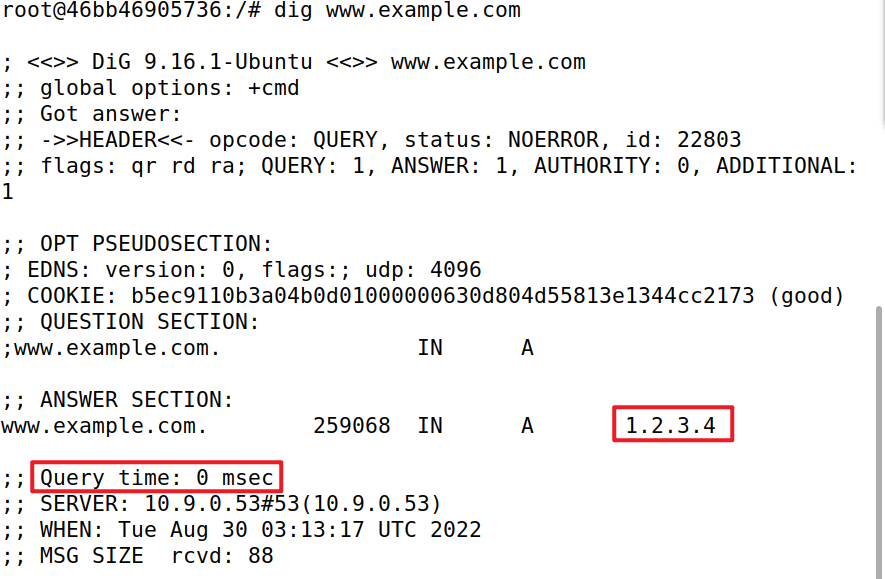 root@46bb46905736:/# dig www.example.com
; <<>> DiG 9.16.1-Ubuntu <<>> www.example.com
;; global options: +cmd
;; Got answer:
;; ->>HEADER<<- opcode: QUERY, status: NOERROR, id: 22803
;; flags: qr rd ra; QUERY: 1, ANSWER: 1, AUTHORITY: 0, ADDITIONAL:
1
;; OPT PSEUDOSECTION:
; EDNS: version: 0, flags:; udp: 4096
; COOKIE: b5ec9110b3a04b0d01000000630d804d55813e1344cc2173 (good)
;; QUESTION SECTION:
;www.example.com. IN A
;; ANSWER SECTION:
www.example.com. 259068 IN A 1.2.3.4
;; Query time: 0 msec
;; SERVER: 10.9.0.53#53(10.9.0.53)
;; WHEN: Tue Aug 30 03:13:17 UTC 2022
;; MSG SIZE rcvd: 88